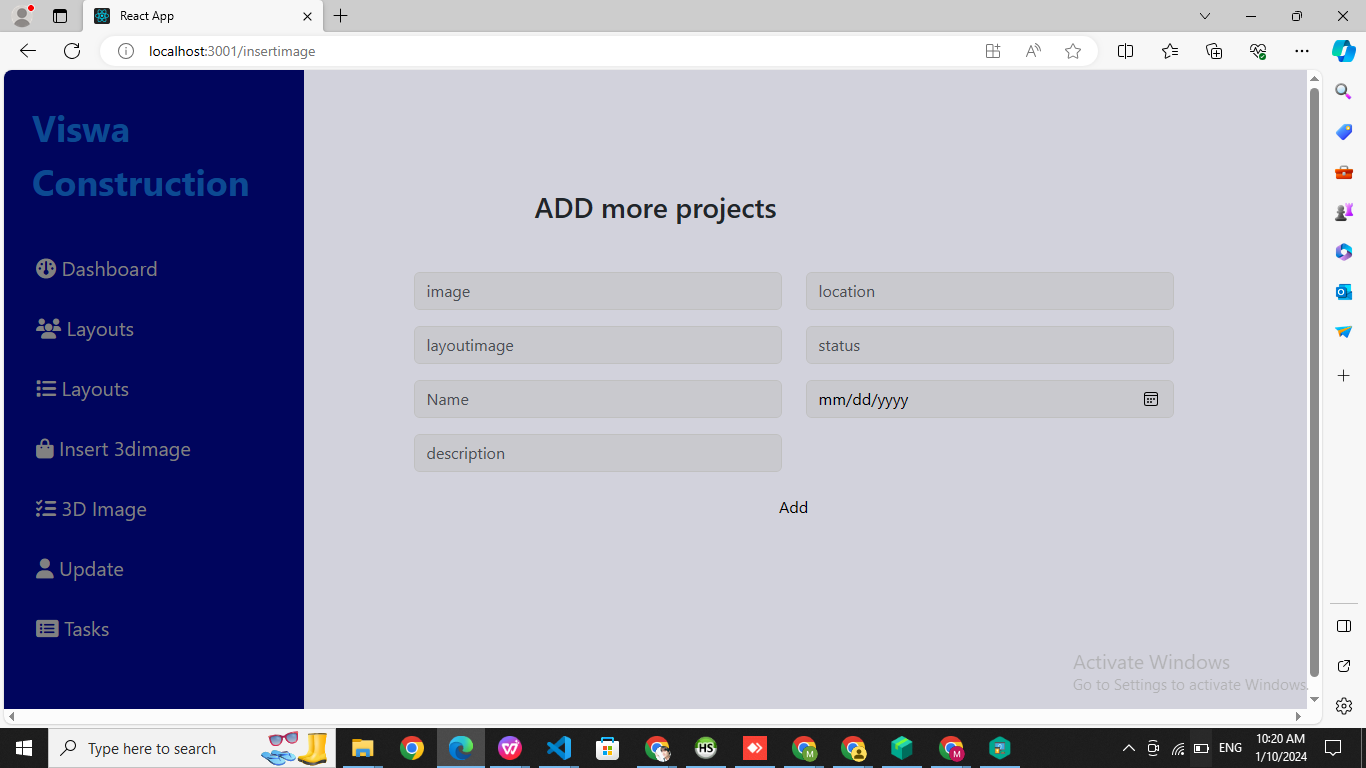 React App
localhost:3001/insertimage
Viswa
Construction
Dashboard
Layouts
Layouts
Insert 3dimage
3D Image
Update
Tasks
ADD more projects
image
location
layoutimage
status
Name
mm/dd/yyyy
description
Add
Activate Windows
Go to Settings to activate Windows.
Type here to search
HS
M
M
ENG
10:20 AM
1/10/2024